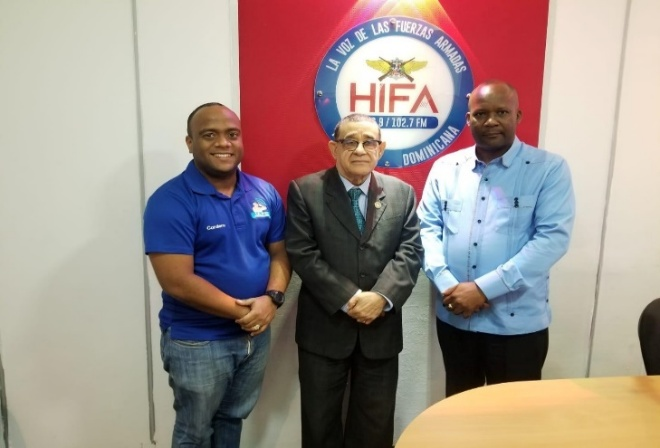 LA VOZ DE LAS FUERZAS ARMADAS
HIFA
/ 102.7 FM
DOMINICANA